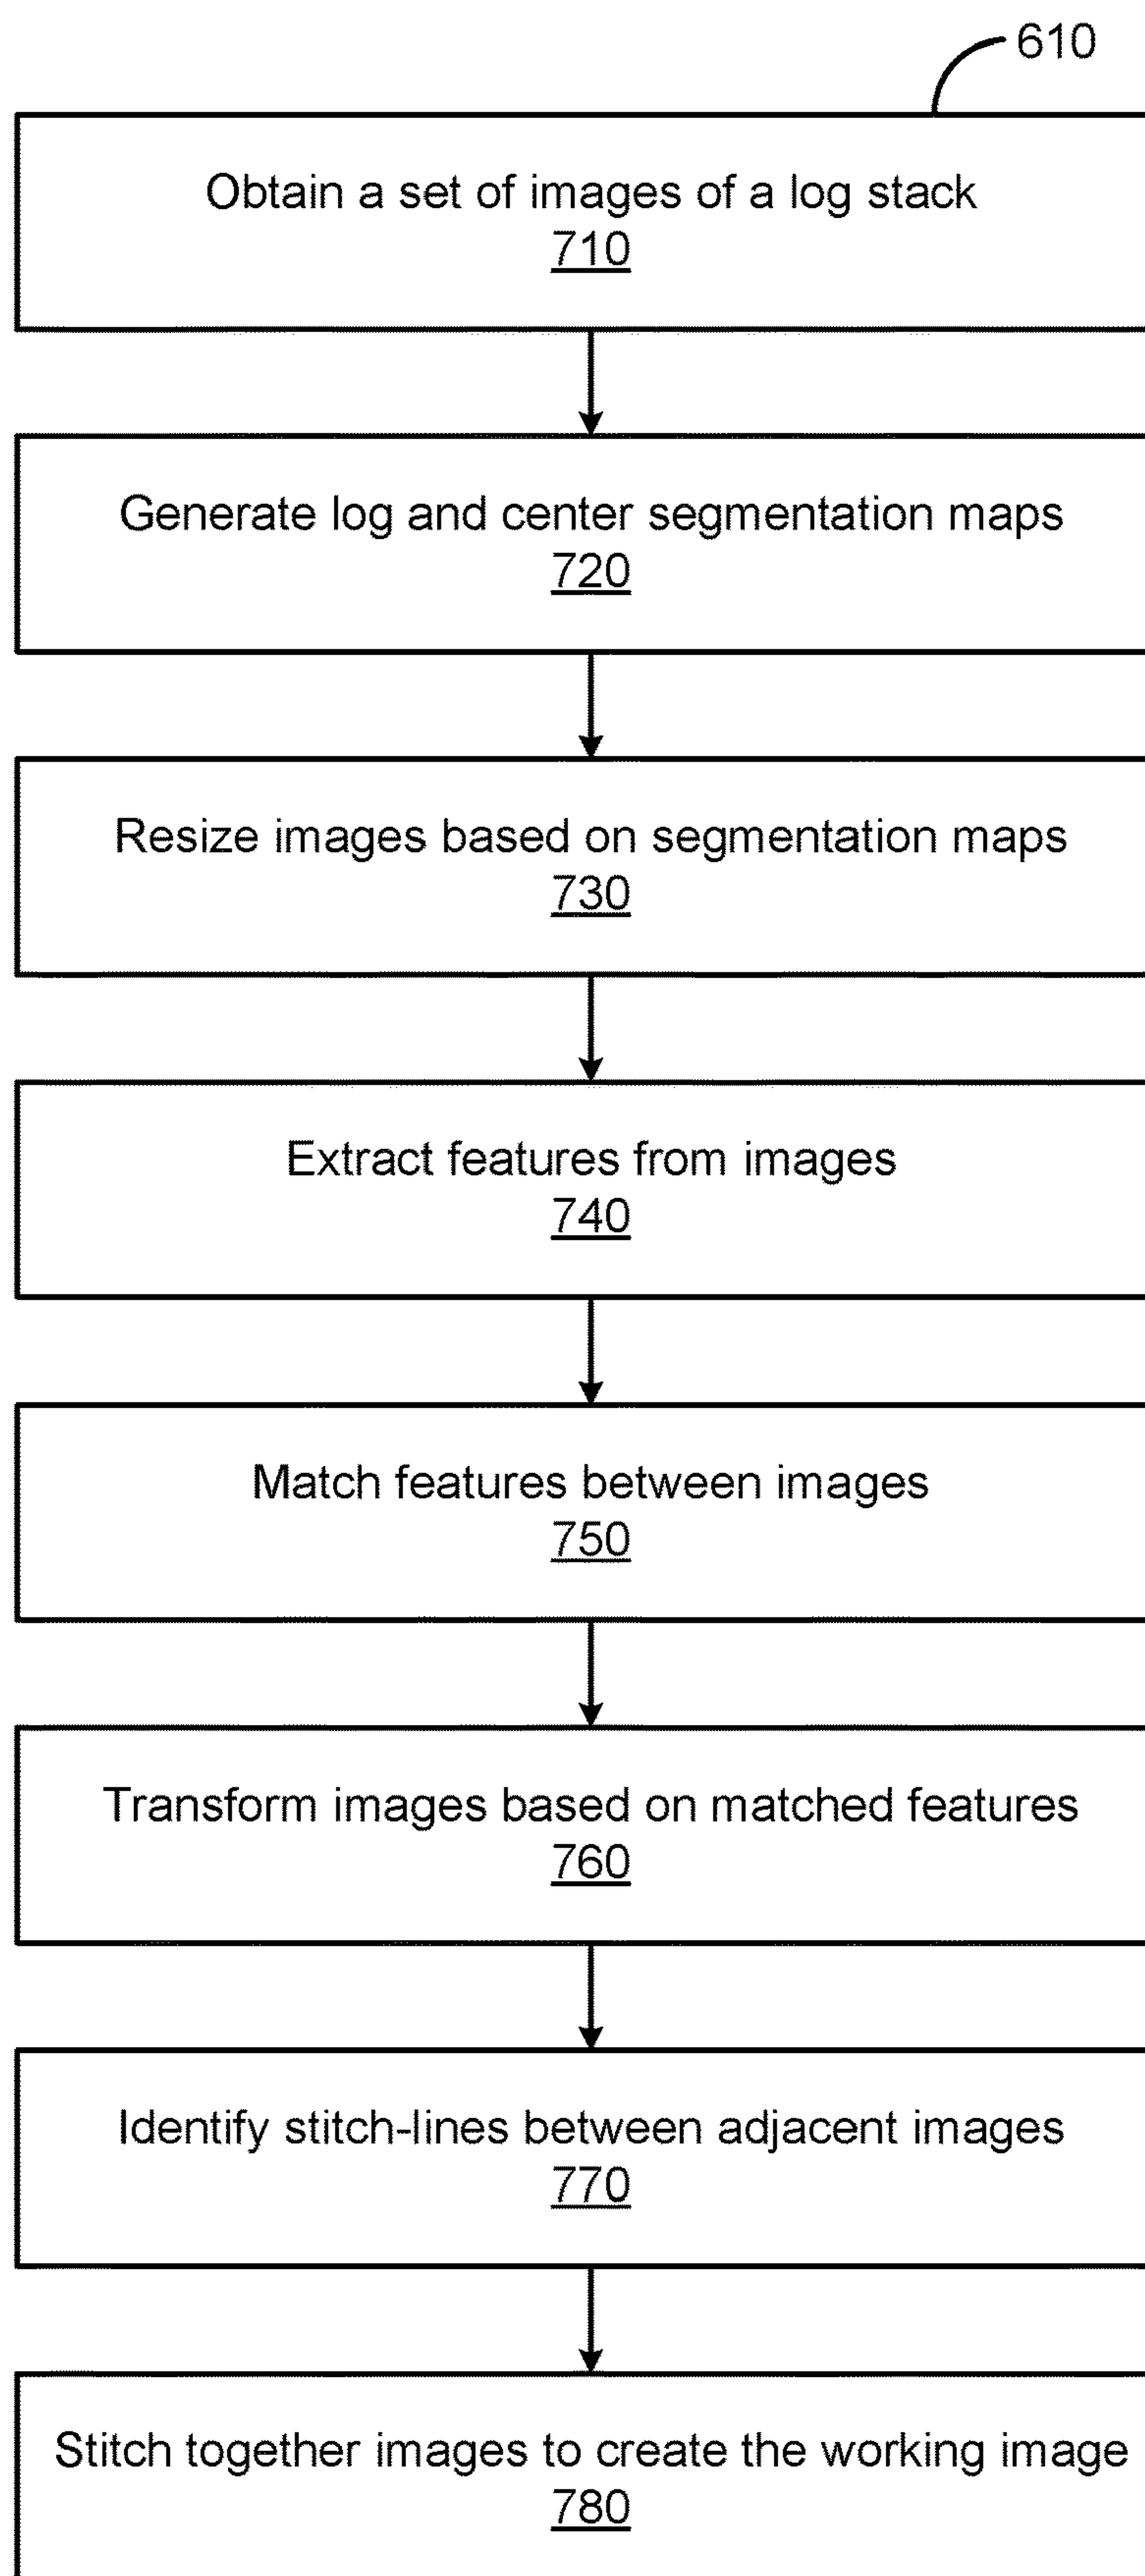 610
Obtain a set of images of a log stack
710
Generate log and center segmentation maps
720
Resize images based on segmentation maps
730
Extract features from images
740
Match features between images
750
Transform images based on matched features
760
Identify stitch-lines between adjacent images
770
Stitch together images to create the working image
780